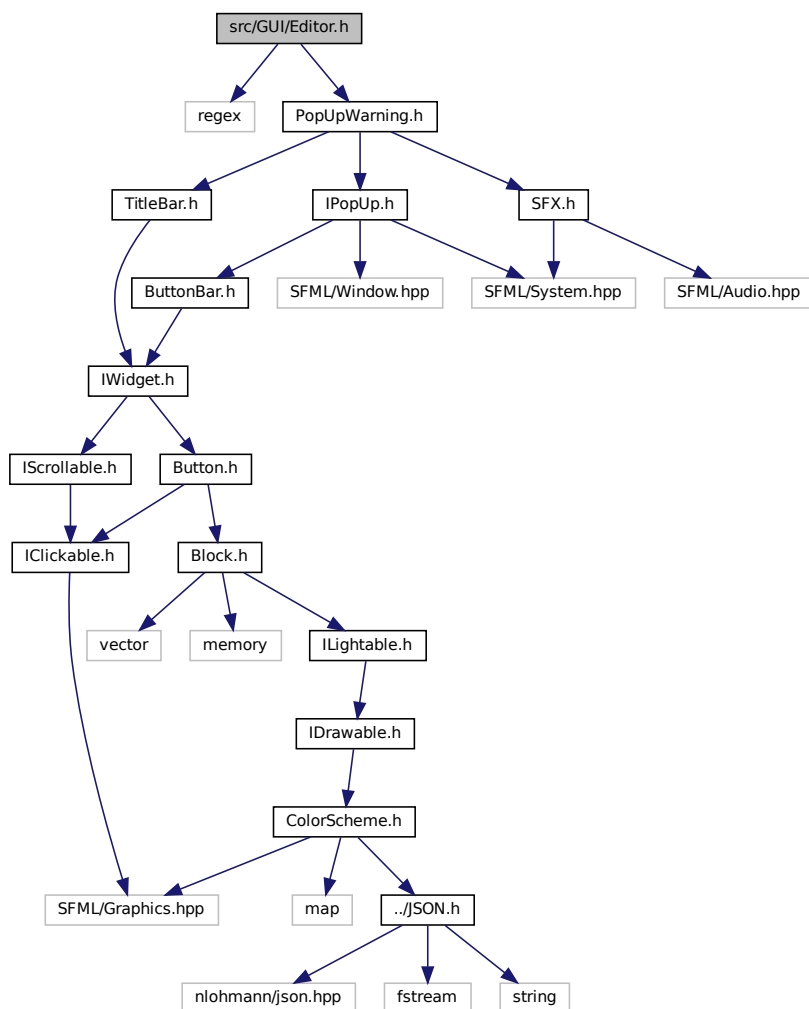 src/GUI/Editor.h
regex
PopUpWarning.h
TitleBar.h
IPopUp.h
SFX.h
ButtonBar.h
SFML/Window.hpp
SFML/System.hpp
SFML/Audio.hpp
IWidget.h
IScrollable.h
Button.h
IClickable.h
Block.h
vector
memory
ILightable.h
IDrawable.h
ColorScheme.h
SFML/Graphics.hpp
map
../JSON.h
nlohmann/json.hpp
fstream
string